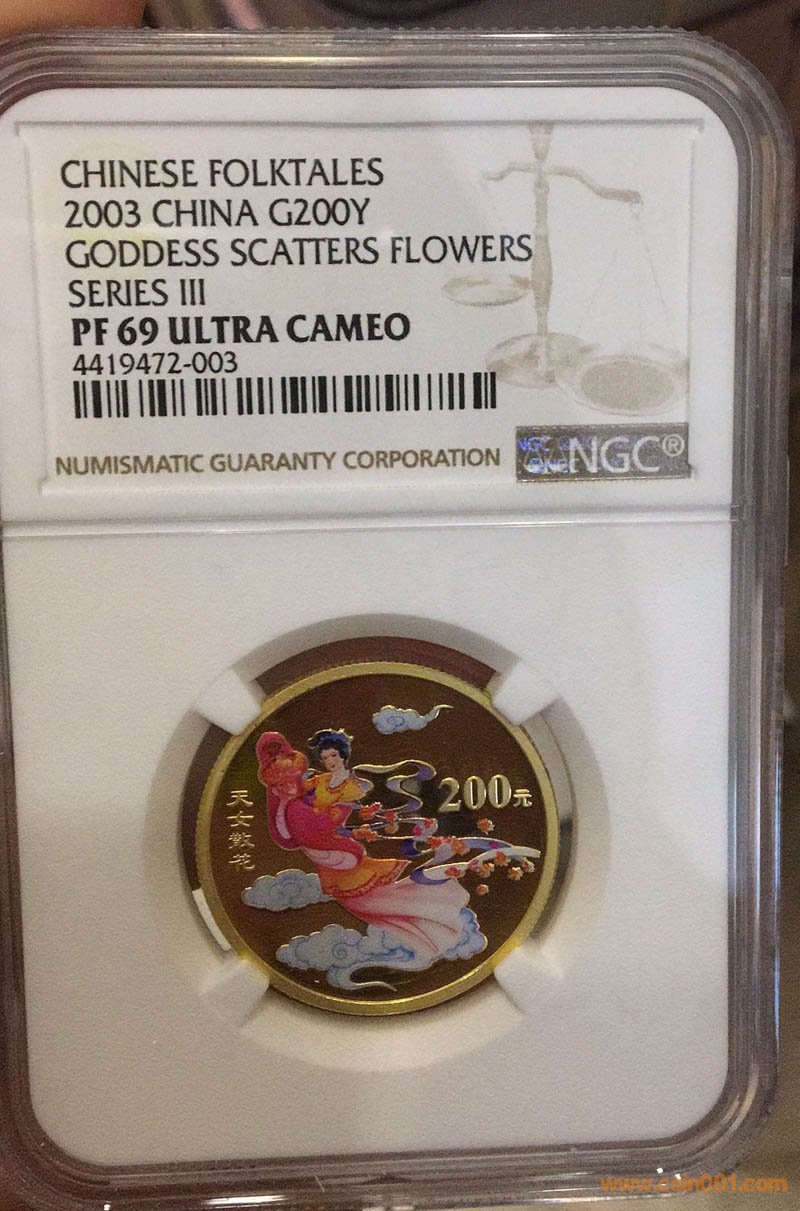 CHINESE FOLKTALES
2003 CHINA G200Y
GODDESS SCATTERS FLOWERS
SERIES III
PF 69 ULTRA CAMEO
4419472-003
NUMISMATIC GUARANTY CORPORATION
NGC®
200元
天女散花
www.coin001.com